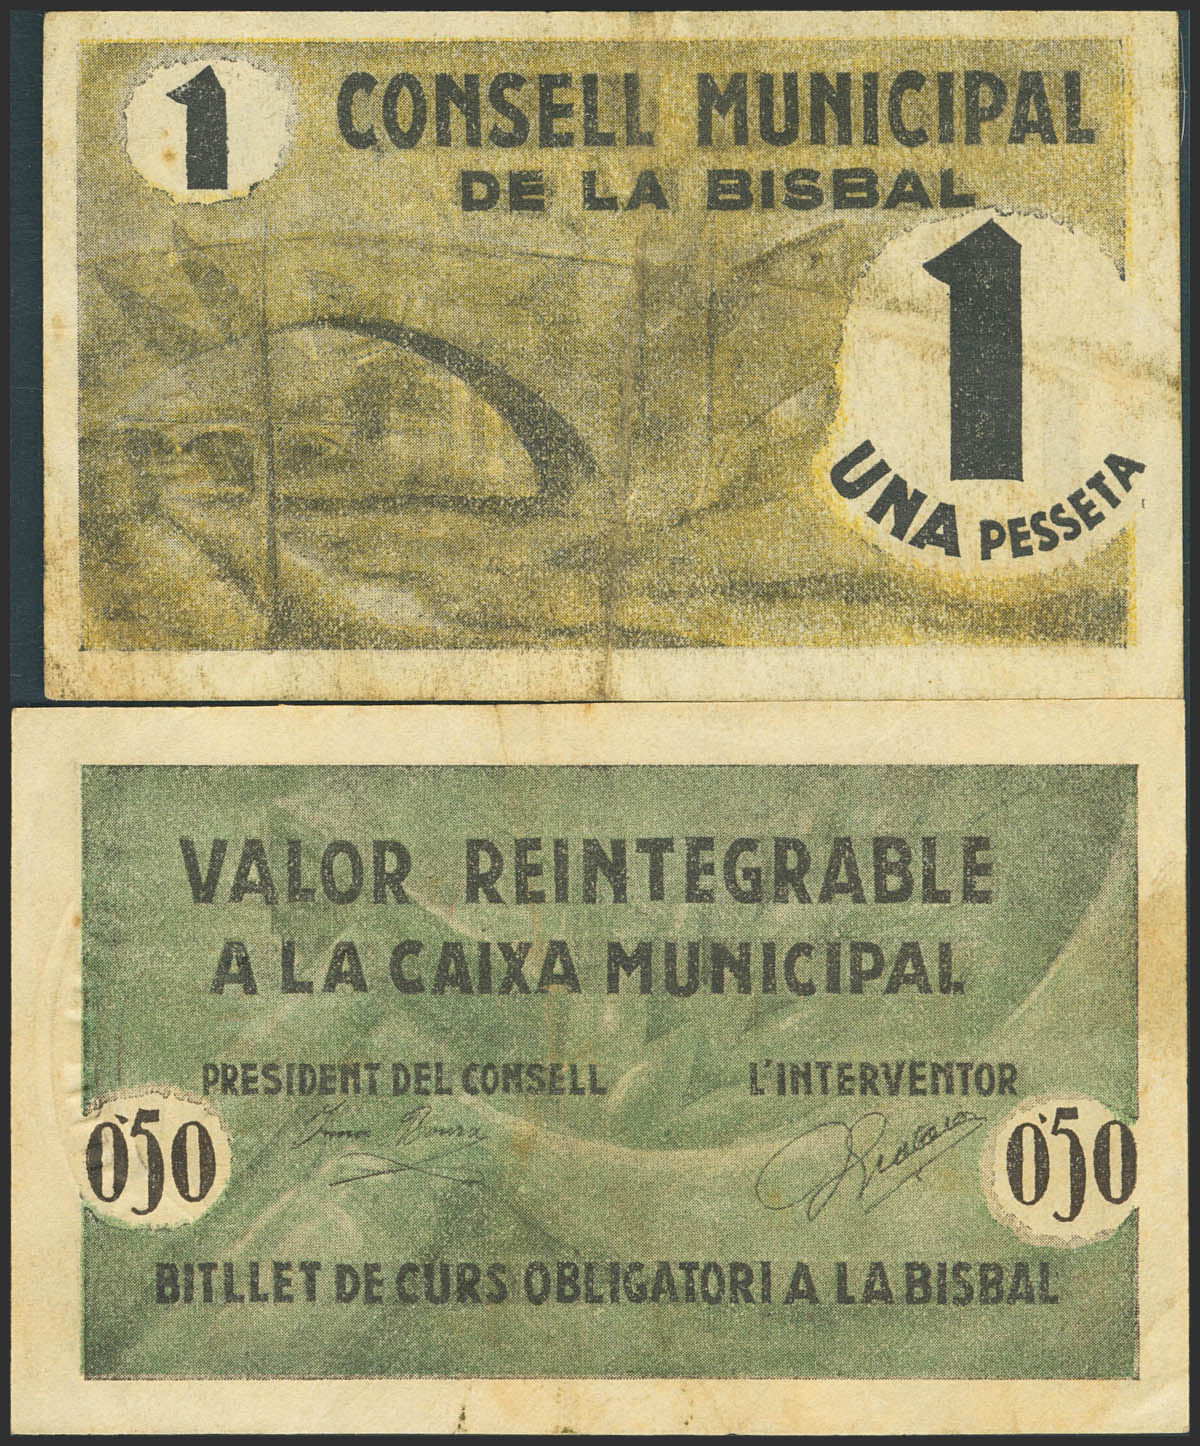 1
CONSELL MUNICIPAL
DE LA BISBAL
1
UNA PESSETA
VALOR REINTEGRABLE
A LA CAIXA MUNICIPAL
PRESIDENT DEL CONSELL L'INTERVENTOR
0'50 0'50
BITLLET DE CURS OBLIGATORI A LA BISBAL